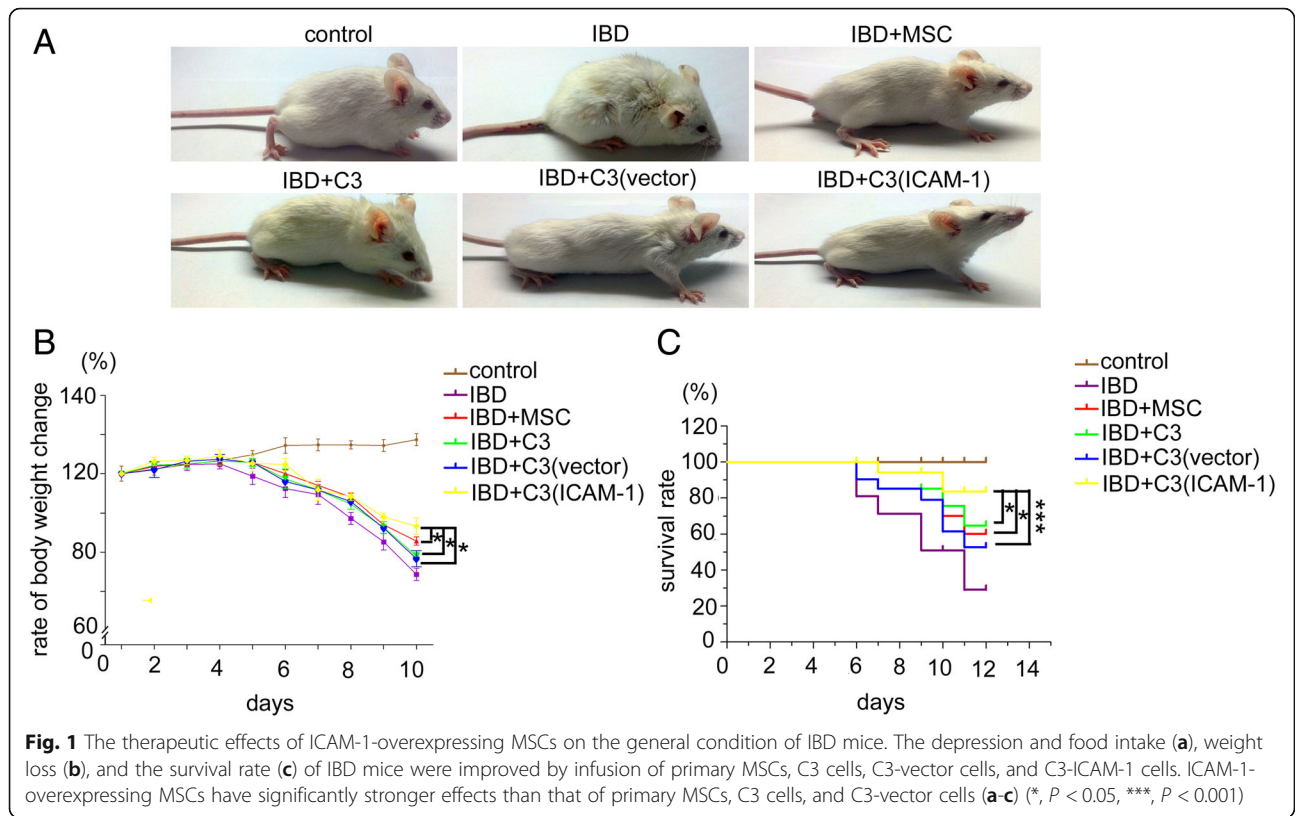 A
control
IBD
IBD+MSC
IBD+C3
IBD+C3(vector)
IBD+C3(ICAM-1)
B
(%)
rate of body weight change
140
120
80
60
0
0
2
4
6
8
10
days
control
IBD
IBD+MSC
IBD+C3
IBD+C3(vector)
IBD+C3(ICAM-1)
*
*
*
C
(%)
survival rate
120
100
80
60
40
20
0
0
2
4
6
8
10
12
14
days
control
IBD
IBD+MSC
IBD+C3
IBD+C3(vector)
IBD+C3(ICAM-1)
*
*
***
Fig. 1 The therapeutic effects of ICAM-1-overexpressing MSCs on the general condition of IBD mice. The depression and food intake (a), weight
loss (b), and the survival rate (c) of IBD mice were improved by infusion of primary MSCs, C3 cells, C3-vector cells, and C3-ICAM-1 cells. ICAM-1-
overexpressing MSCs have significantly stronger effects than that of primary MSCs, C3 cells, and C3-vector cells (a-c) (*, P < 0.05, ***, P < 0.001)